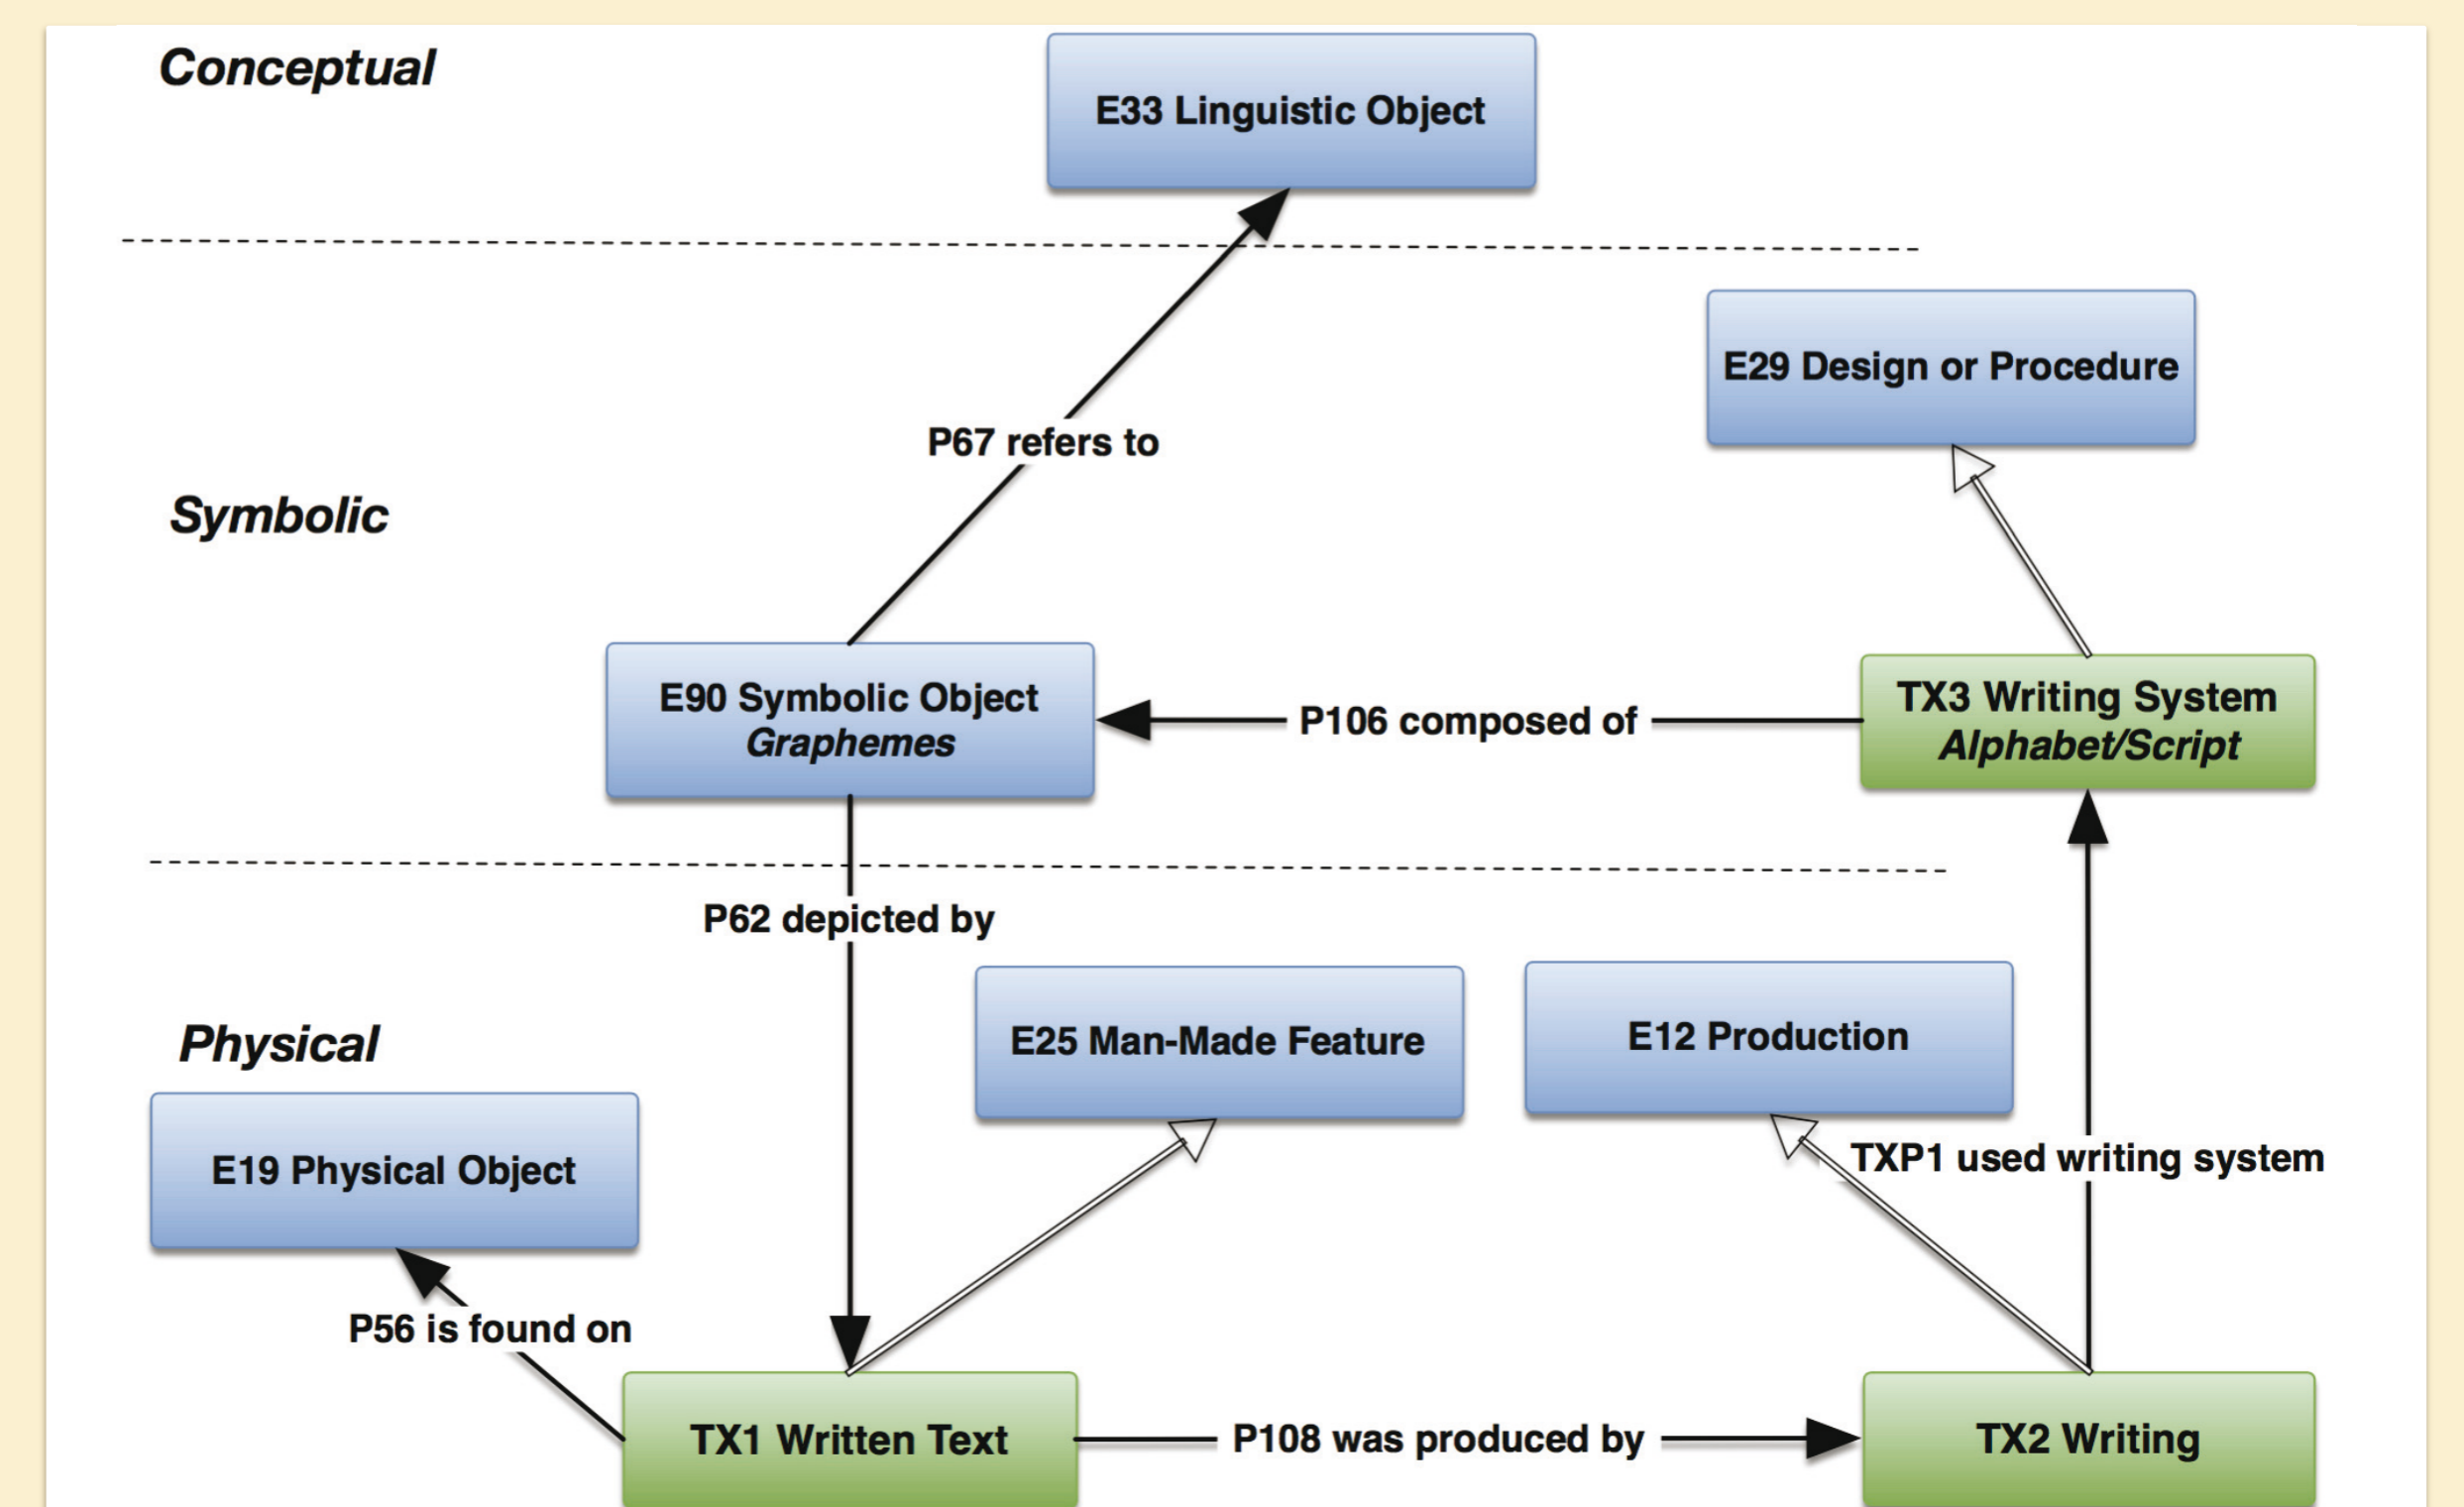 Conceptual
E33 Linguistic Object
E29 Design or Procedure
P67 refers to
Symbolic
E90 Symbolic Object
Graphemes
P106 composed of
TX3 Writing System
Alphabet/Script
P62 depicted by
E25 Man-Made Feature
E12 Production
Physical
E19 Physical Object
TXP1 used writing system
P56 is found on
TX1 Written Text
P108 was produced by
TX2 Writing